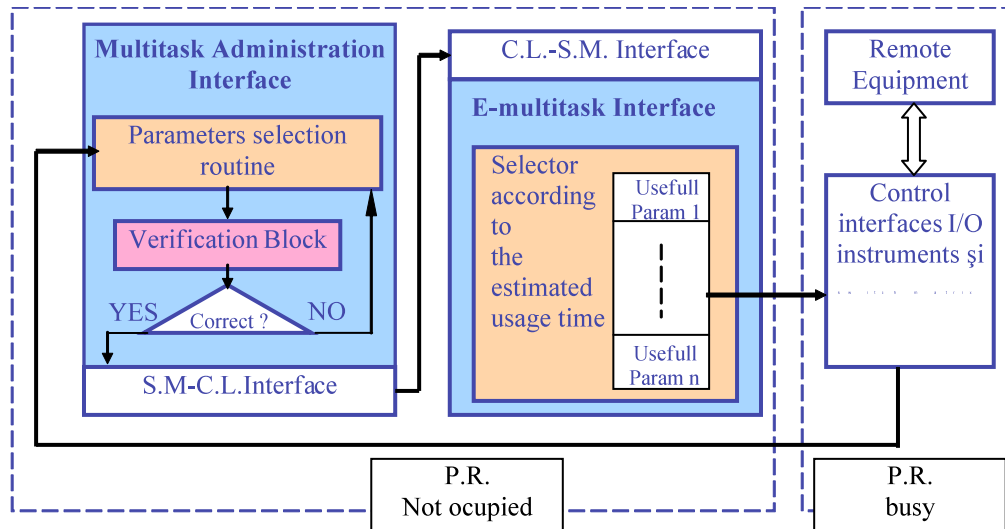 Multitask Administration
Interface
Parameters selection
routine
Verification Block
YES
Correct ?
NO
S.M-C.L.Interface
C.L.-S.M. Interface
E-multitask Interface
Selector
according
to
the
estimated
usage time
Usefull
Param 1
Usefull
Param n
Remote
Equipment
Control
interfaces I/O
instruments şi
P.R.
Not ocupied
P.R.
busy